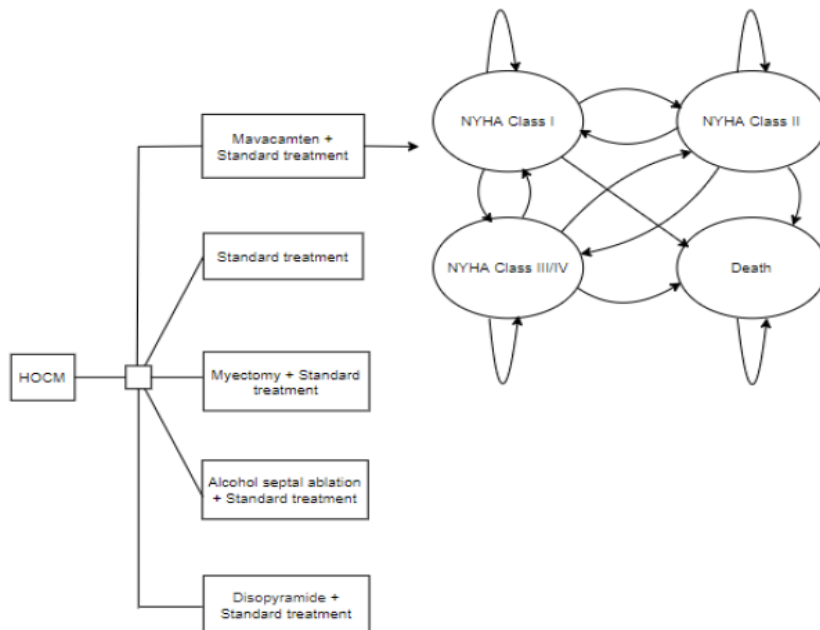 NYHA Class I
NYHA Class II
Mavacamten +
Standard treatment
Standard treatment
NYHA Class III/IV
Death
HOCM
Myectomy + Standard
treatment
Alcohol septal ablation
+ Standard treatment
Disopyramide +
Standard treatment